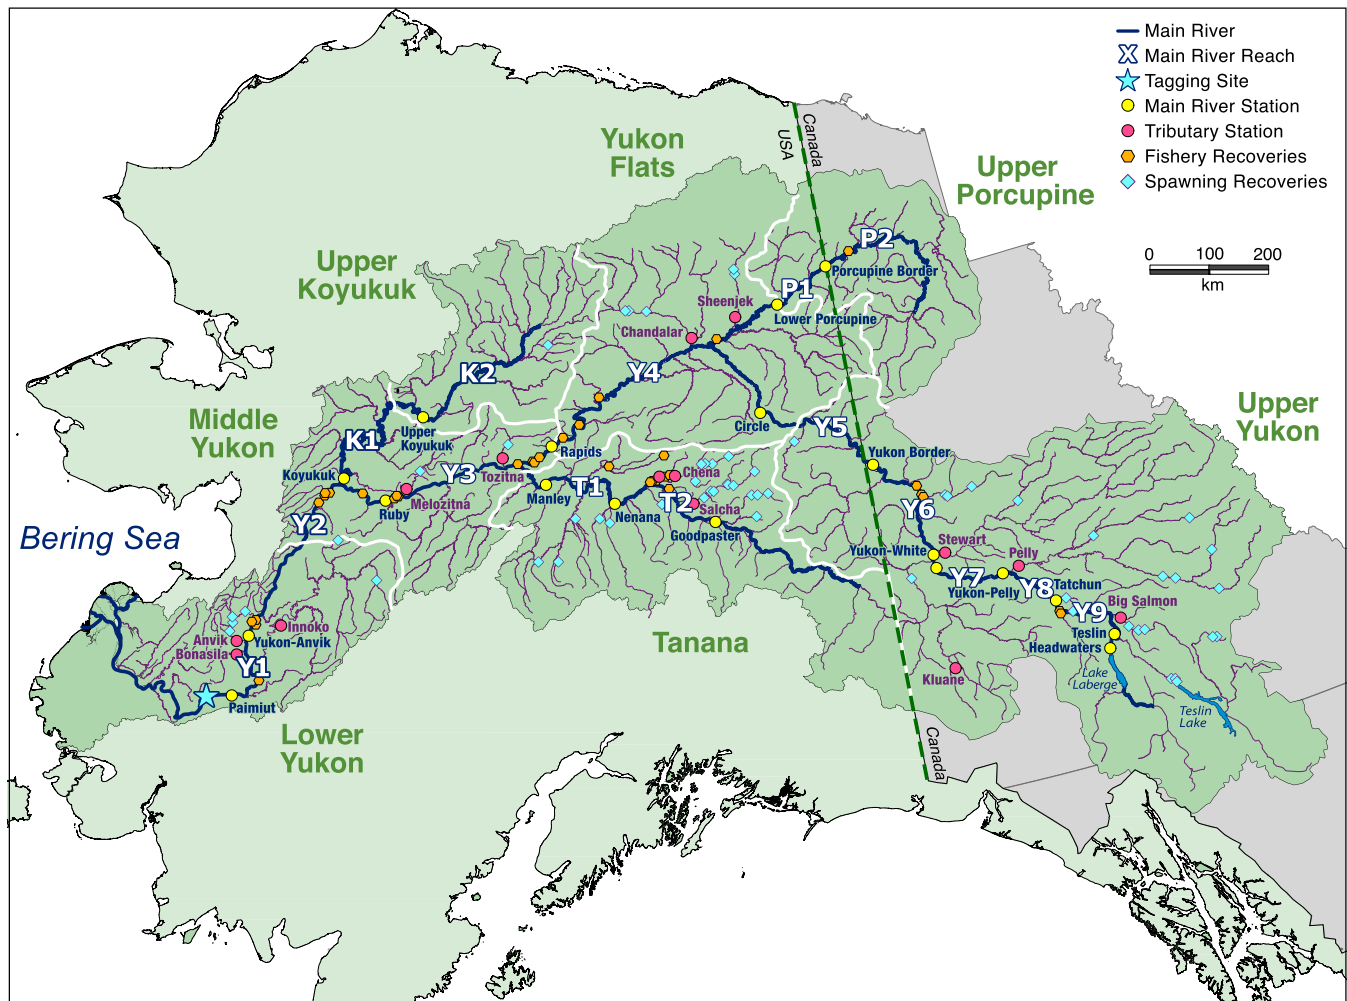 Main River
Main River Reach
Tagging Site
Main River Station
Tributary Station
Fishery Recoveries
Spawning Recoveries
X
0 100 200
km
Canada
USA
Yukon
Flats
Upper
Porcupine
Upper
Koyukuk
P2
Porcupine Border
P1
Sheenjek
Lower Porcupine
Chandalar
K2
Y4
Middle
Yukon
Upper
Yukon
Circle
Y5
Upper
Koyukuk
K1
Rapids
Yukon Border
Koyukuk
Y3
Tozitna
Chena
Melozitna
Manley
T1
T2
Ruby
Nenana
Salcha
Y6
Y2
Goodpaster
Bering Sea
Stewart
Yukon-White
Pelly
Y7
Yukon-Pelly
Y8
Tatchun
Y9
Big Salmon
Innoko
Anvik
Yukon-Anvik
Bonasila
Teslin
Headwaters
Tanana
Y1
Kluane
Lake
Laberge
Paimiut
Teslin
Lake
Lower
Yukon
Canada